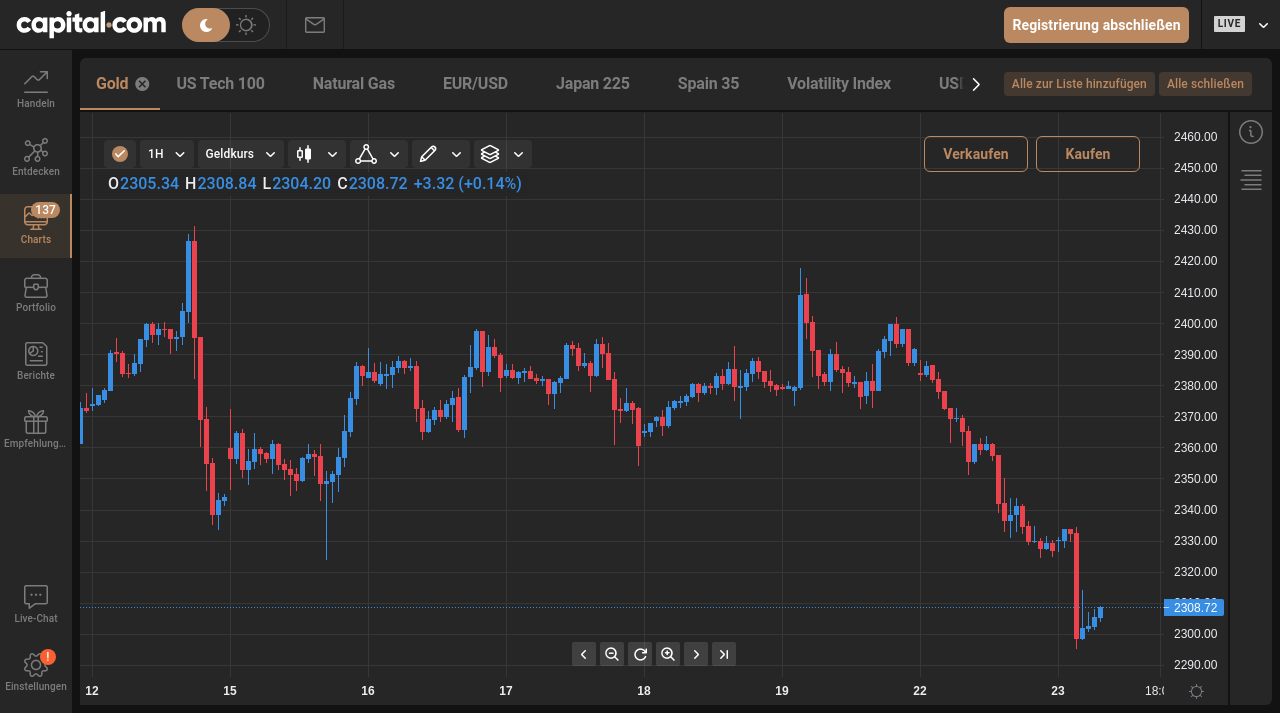 capital.com
Registrierung abschließen
LIVE
Gold
US Tech 100
Natural Gas
EUR/USD
Japan 225
Spain 35
Volatility Index
Alle zur Liste hinzufügen
Alle schließen
Handeln
Entdecken
137
Charts
Portfolio
Berichte
Empfehlung...
Live-Chat
!
Einstellungen
1H
Geldkurs
Verkaufen
Kaufen
O2305.34 H2308.84 L2304.20 C2308.72 +3.32 (+0.14%)
2460.00
2450.00
2440.00
2430.00
2420.00
2410.00
2400.00
2390.00
2380.00
2370.00
2360.00
2350.00
2340.00
2330.00
2320.00
2308.72
2300.00
2290.00
12 15 16 17 18 19 22 23